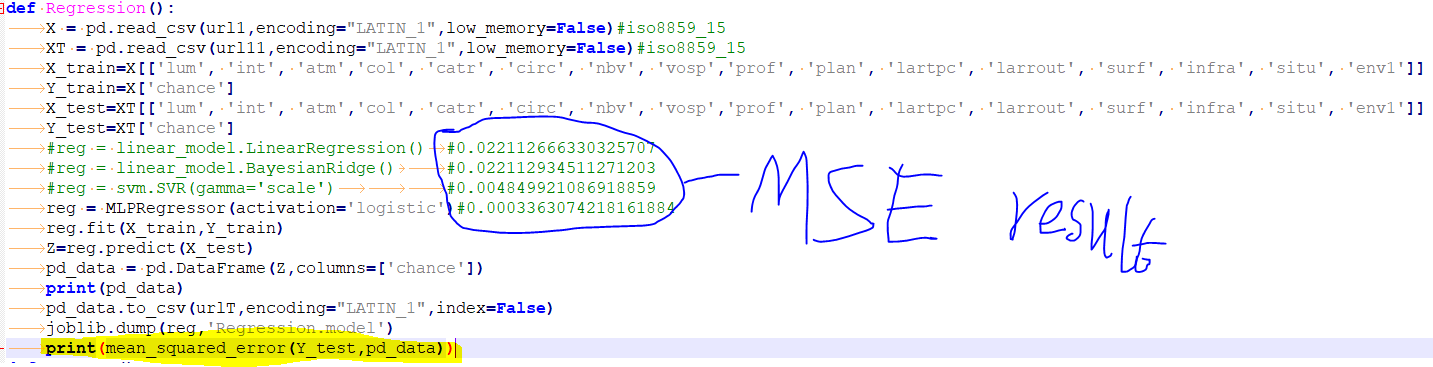 def Regression():
X = pd.read_csv(url1,encoding="LATIN_1",low_memory=False)#iso8859_15
XT = pd.read_csv(url11,encoding="LATIN_1",low_memory=False)#iso8859_15
X_train=X[['lum', 'int', 'atm','col', 'catr', 'circ', 'nbv', 'vosp','prof', 'plan', 'lartpc', 'larrout', 'surf', 'infra', 'situ', 'env1']]
Y_train=X['chance']
X_test=XT[['lum', 'int', 'atm','col', 'catr', 'circ', 'nbv', 'vosp','prof', 'plan', 'lartpc', 'larrout', 'surf', 'infra', 'situ', 'env1']]
Y_test=XT['chance']
#reg = linear_model.LinearRegression() #0.022112666330325707
#reg = linear_model.BayesianRidge() #0.022112934511271203
#reg = svm.SVR(gamma='scale') #0.004849921086918859
reg = MLPRegressor(activation='logistic')#0.0003363074218161884
MSE result
reg.fit(X_train,Y_train)
Z=reg.predict(X_test)
pd_data = pd.DataFrame(Z,columns=['chance'])
print(pd_data)
pd_data.to_csv(urlT,encoding="LATIN_1",index=False)
joblib.dump(reg,'Regression.model')
print(mean_squared_error(Y_test,pd_data))